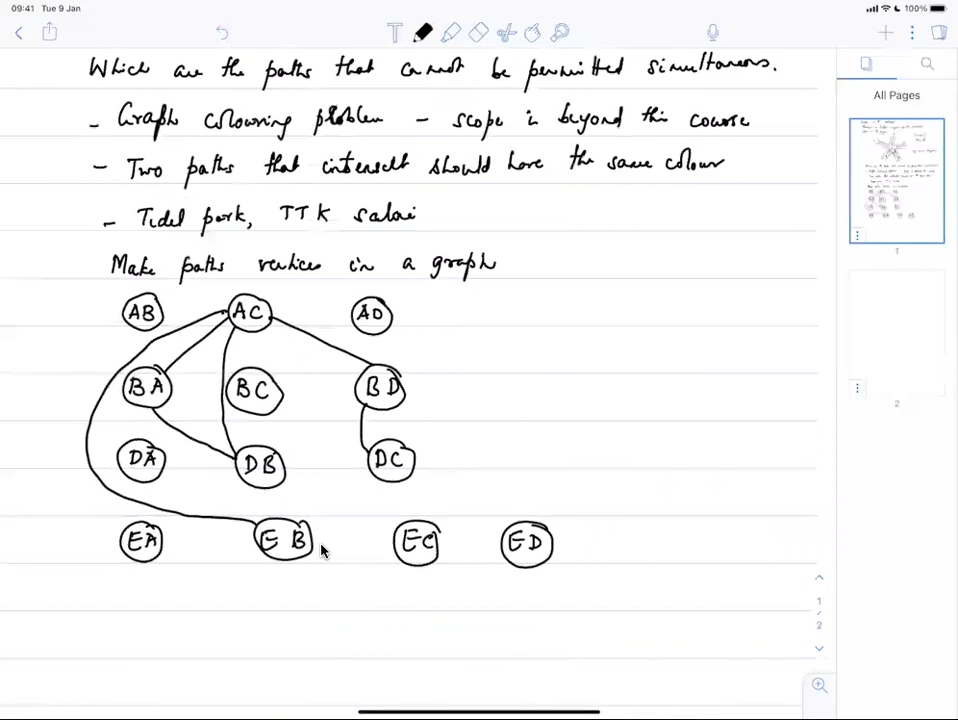 09:41 Tue 9 Jan 100%
Which are the paths that cannot be permitted simultaneous.
All Pages
- Graph colouring problem - scope is beyond this course
- Two paths that intersect should have the same colour
- Tidel park, TTK salai
Make paths vertices in a graph
1
AB AC AD
BA BC BD
2
DA DB DC
EA EB EC ED
1
/
2